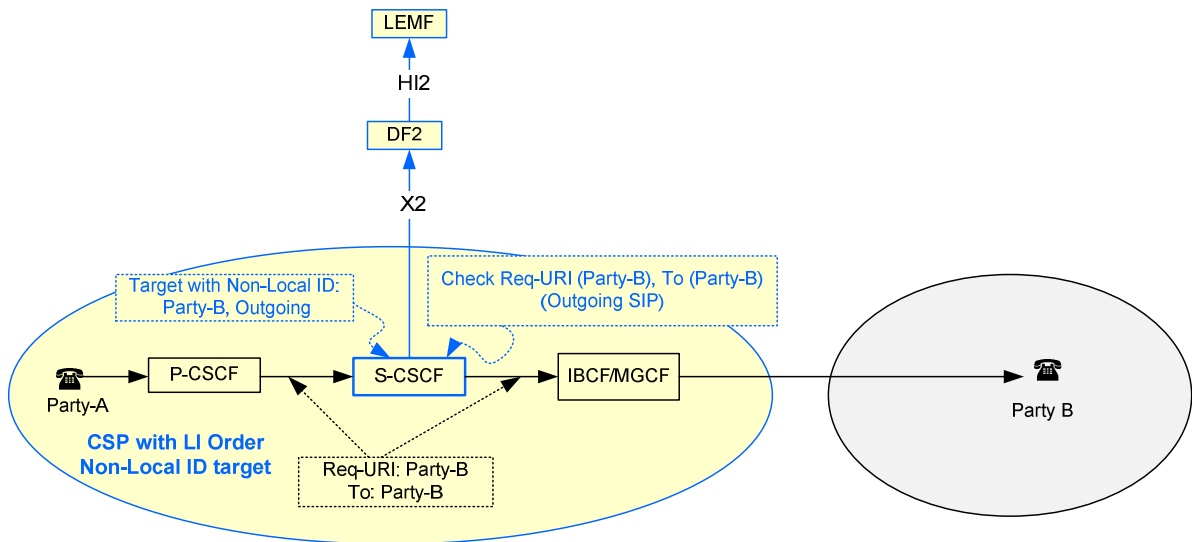 LEMF
HI2
DF2
X2
Target with Non-Local ID:
Party-B, Outgoing
Check Req-URI (Party-B), To (Party-B)
(Outgoing SIP)
Party-A
P-CSCF
S-CSCF
IBCF/MGCF
Party B
CSP with LI Order
Non-Local ID target
Req-URI: Party-B
To: Party-B